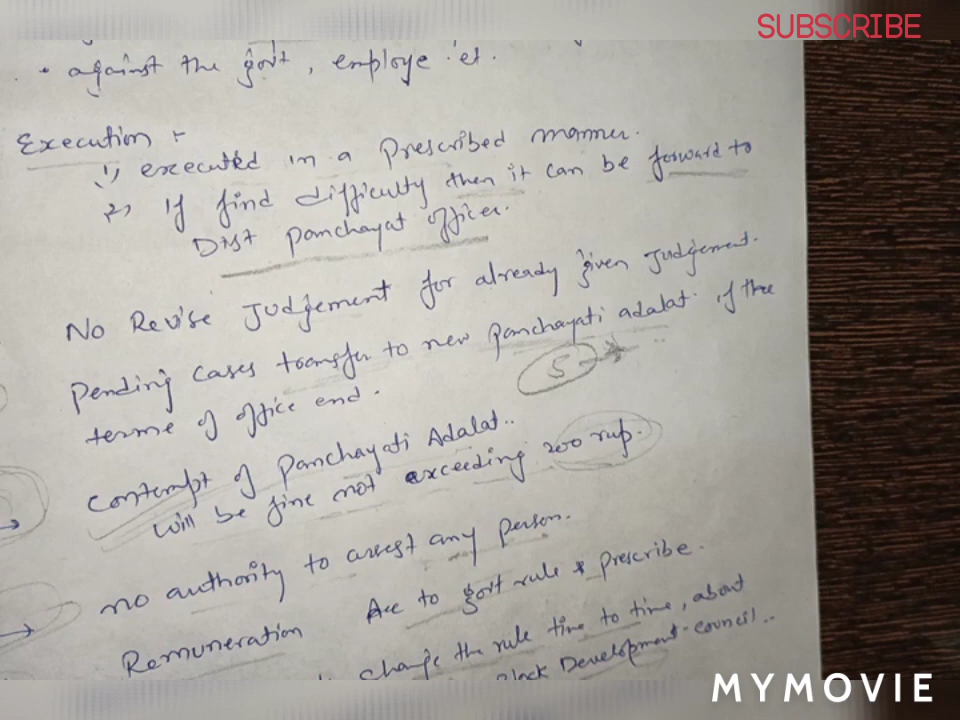 SUBSCRIBE
• against the govt, employe et.
Execution :-
1) executed in a prescribed manner.
2) If find difficulty then it can be forward to
Dist panchayat officer.
No Revise Judgement for already given Judgement.
Pending cases transfer to new panchayati adalat if the
5
terme of office end.
Contempt of Panchayati Adalat..
will be fine not exceeding 200 rup.
no authority to arrest any person.
Remuneration Acc to govt rule & prescribe.
change the rule time to time, about
Block Development council..
MYMOVIE